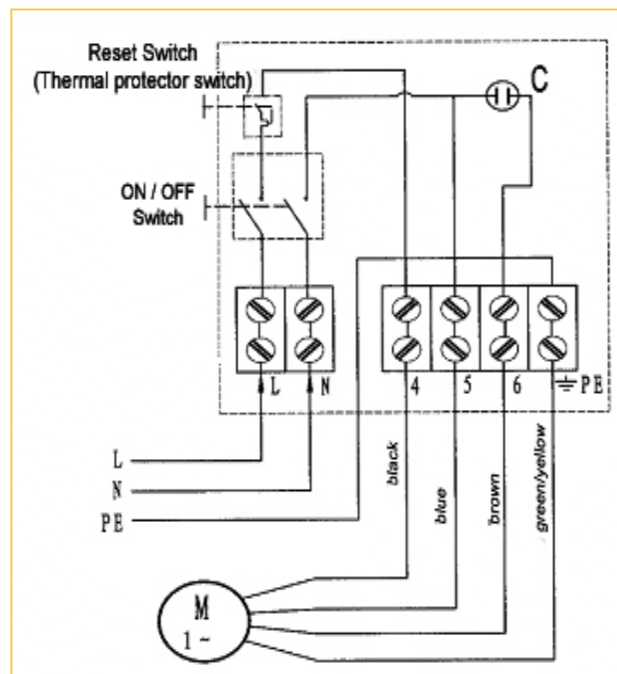 Reset Switch
(Thermal protector switch)
C
ON / OFF
Switch
L N 4 5 6 PE
L
N
PE
black
blue
brown
green/yellow
M
1 ~